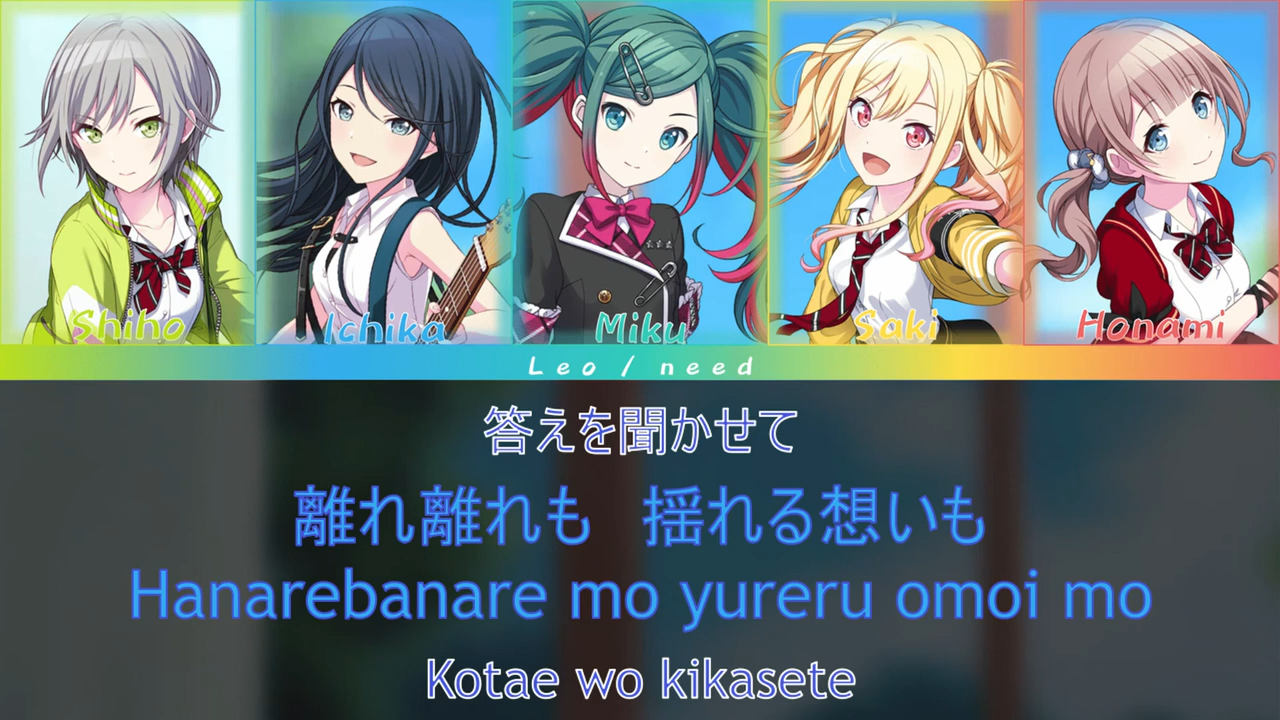 Shiho
Ichika
Miku
Saki
Honami
Leo / need
答えを聞かせて
離れ離れも　揺れる想いも
Hanarebanare mo yureru omoi mo
Kotae wo kikasete